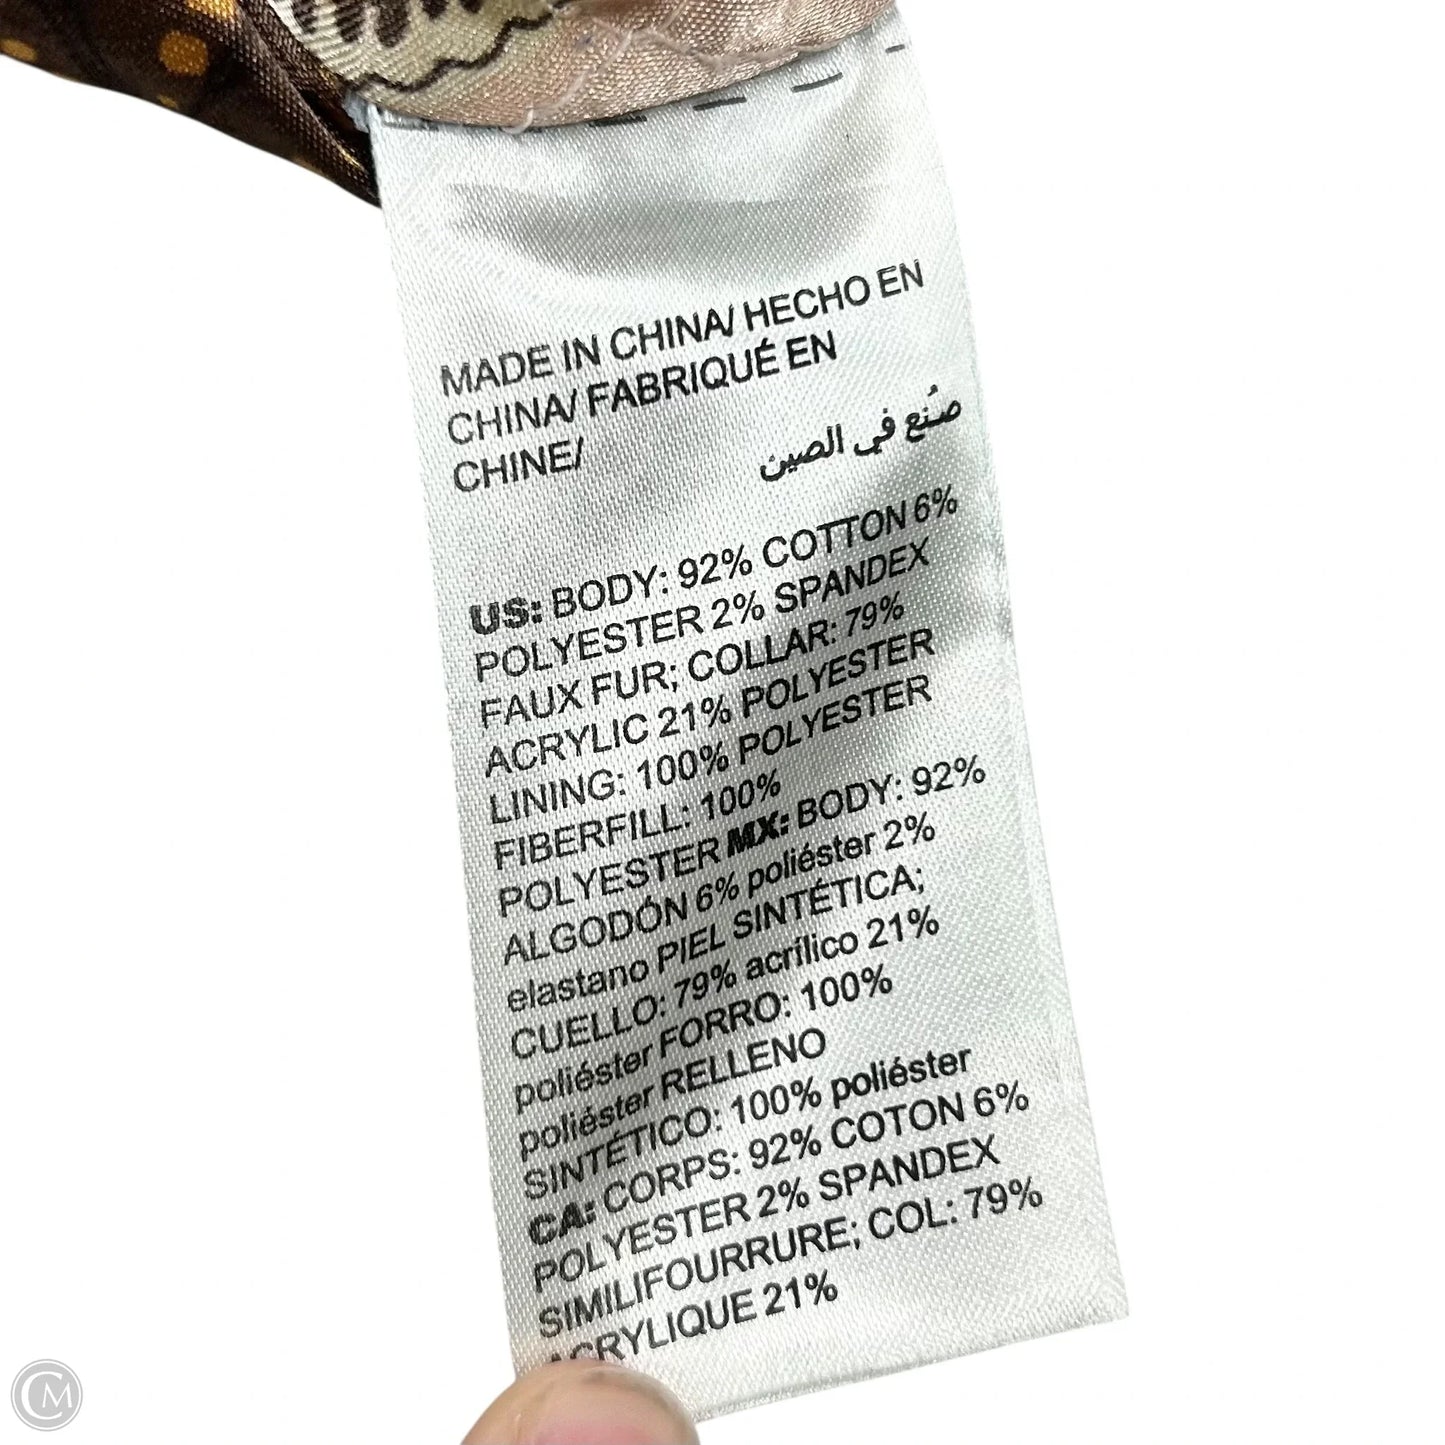 MADE IN CHINA/ HECHO EN
CHINA/ FABRIQUÉ EN
CHINE/
صُنع في الصين
US: BODY: 92% COTTON 6%
POLYESTER 2% SPANDEX
FAUX FUR; COLLAR: 79%
ACRYLIC 21% POLYESTER
LINING: 100% POLYESTER
FIBERFILL: 100%
POLYESTER MX: BODY: 92%
ALGODÓN 6% poliéster 2%
elastano PIEL SINTÉTICA;
CUELLO: 79% acrílico 21%
poliéster FORRO: 100%
poliéster RELLENO
SINTÉTICO: 100% poliéster
CA: CORPS: 92% COTON 6%
POLYESTER 2% SPANDEX
SIMILIFOURRURE; COL: 79%
ACRYLIQUE 21%
CM